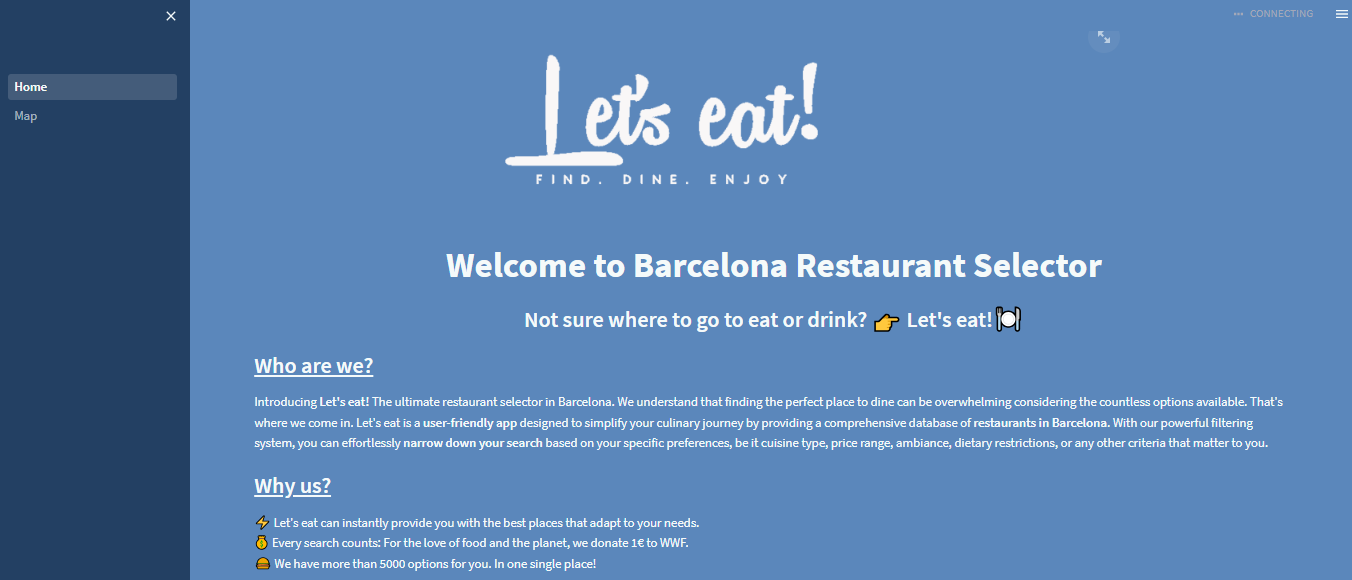 CONNECTING
Home
Map
Let's eat!
FIND. DINE. ENJOY
Welcome to Barcelona Restaurant Selector
Not sure where to go to eat or drink? 👉 Let's eat!🍽️
Who are we?
Introducing Let's eat! The ultimate restaurant selector in Barcelona. We understand that finding the perfect place to dine can be overwhelming considering the countless options available. That's
where we come in. Let's eat is a user-friendly app designed to simplify your culinary journey by providing a comprehensive database of restaurants in Barcelona. With our powerful filtering
system, you can effortlessly narrow down your search based on your specific preferences, be it cuisine type, price range, ambiance, dietary restrictions, or any other criteria that matter to you.
Why us?
⚡ Let's eat can instantly provide you with the best places that adapt to your needs.
💰 Every search counts: For the love of food and the planet, we donate 1€ to WWF.
🍔 We have more than 5000 options for you. In one single place!